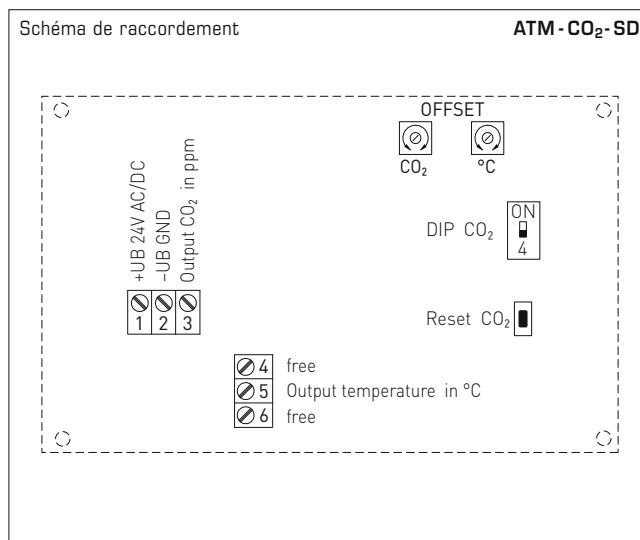 Schéma de raccordement
ATM-CO₂-SD
OFFSET
CO₂
°C
+UB 24V AC/DC
–UB GND
Output CO₂ in ppm
1 2 3
DIP CO₂
ON
4
Reset CO₂
4 free
5 Output temperature in °C
6 free